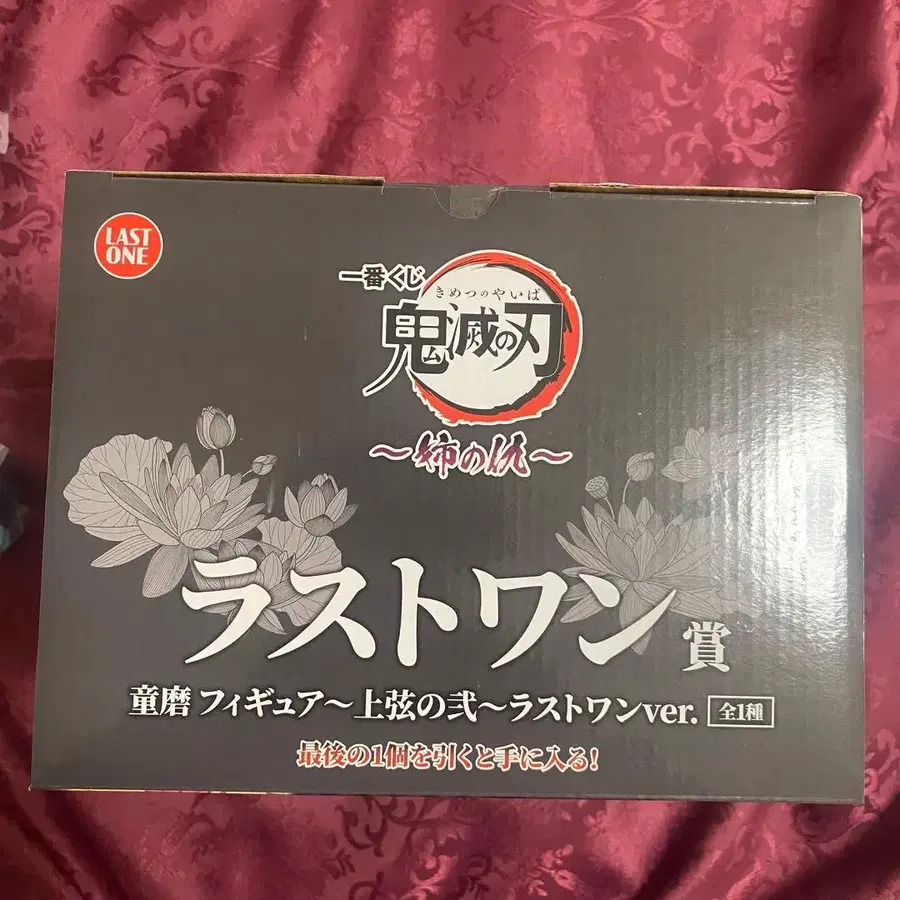 LAST
ONE
一番くじ
きめつのやいば
鬼滅の刃
～姉の仇～
ラストワン賞
童磨 フィギュア～上弦の弐～ラストワンver. 全1種
最後の1個を引くと手に入る!